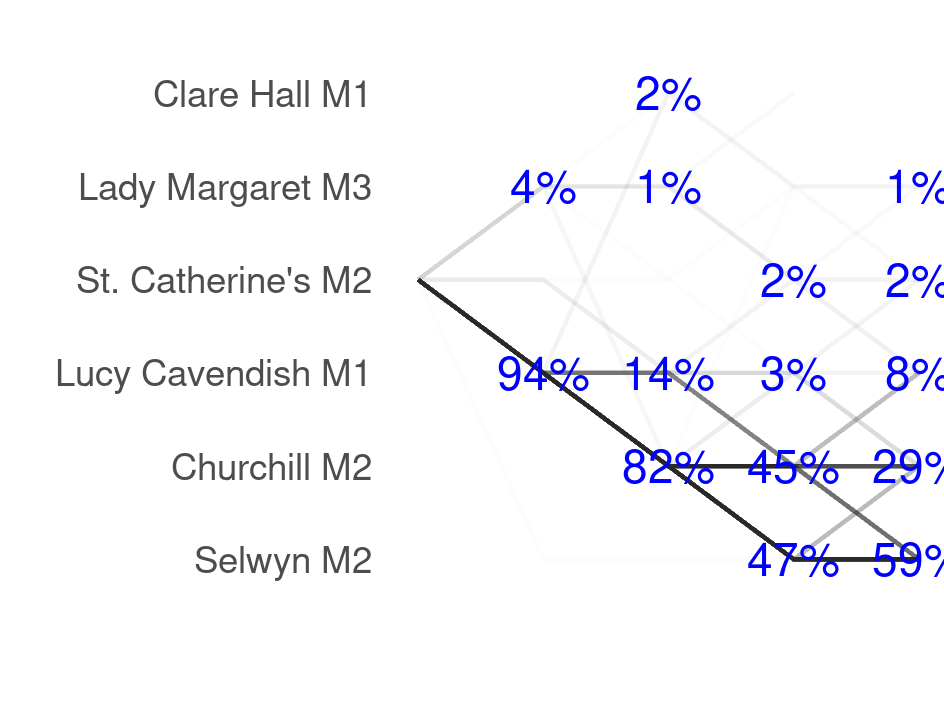 Clare Hall M1 2%
Lady Margaret M3 4% 1% 1%
St. Catherine's M2 2% 2%
Lucy Cavendish M1 94% 14% 3% 8%
Churchill M2 82% 45% 29%
Selwyn M2 47% 59%